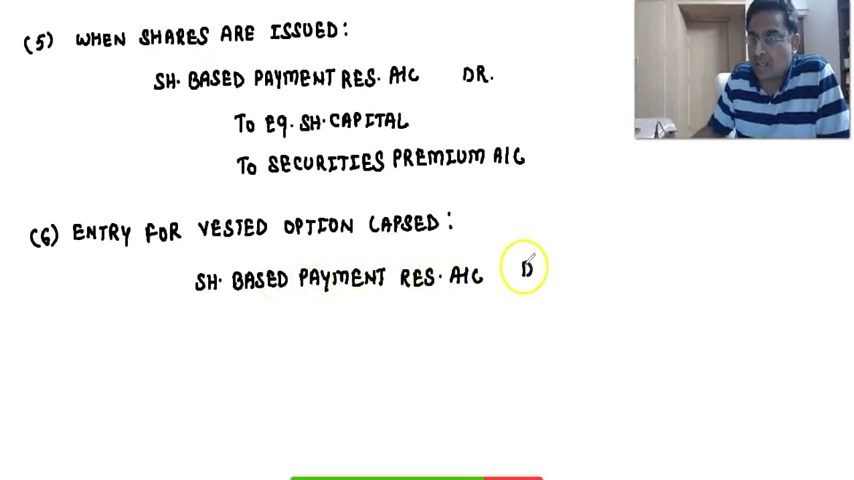 (5) WHEN SHARES ARE ISSUED:
SH. BASED PAYMENT RES. A/C DR.
TO EQ. SH. CAPITAL
TO SECURITIES PREMIUM A/C
(6) ENTRY FOR VESTED OPTION LAPSED:
SH. BASED PAYMENT RES. A/C D